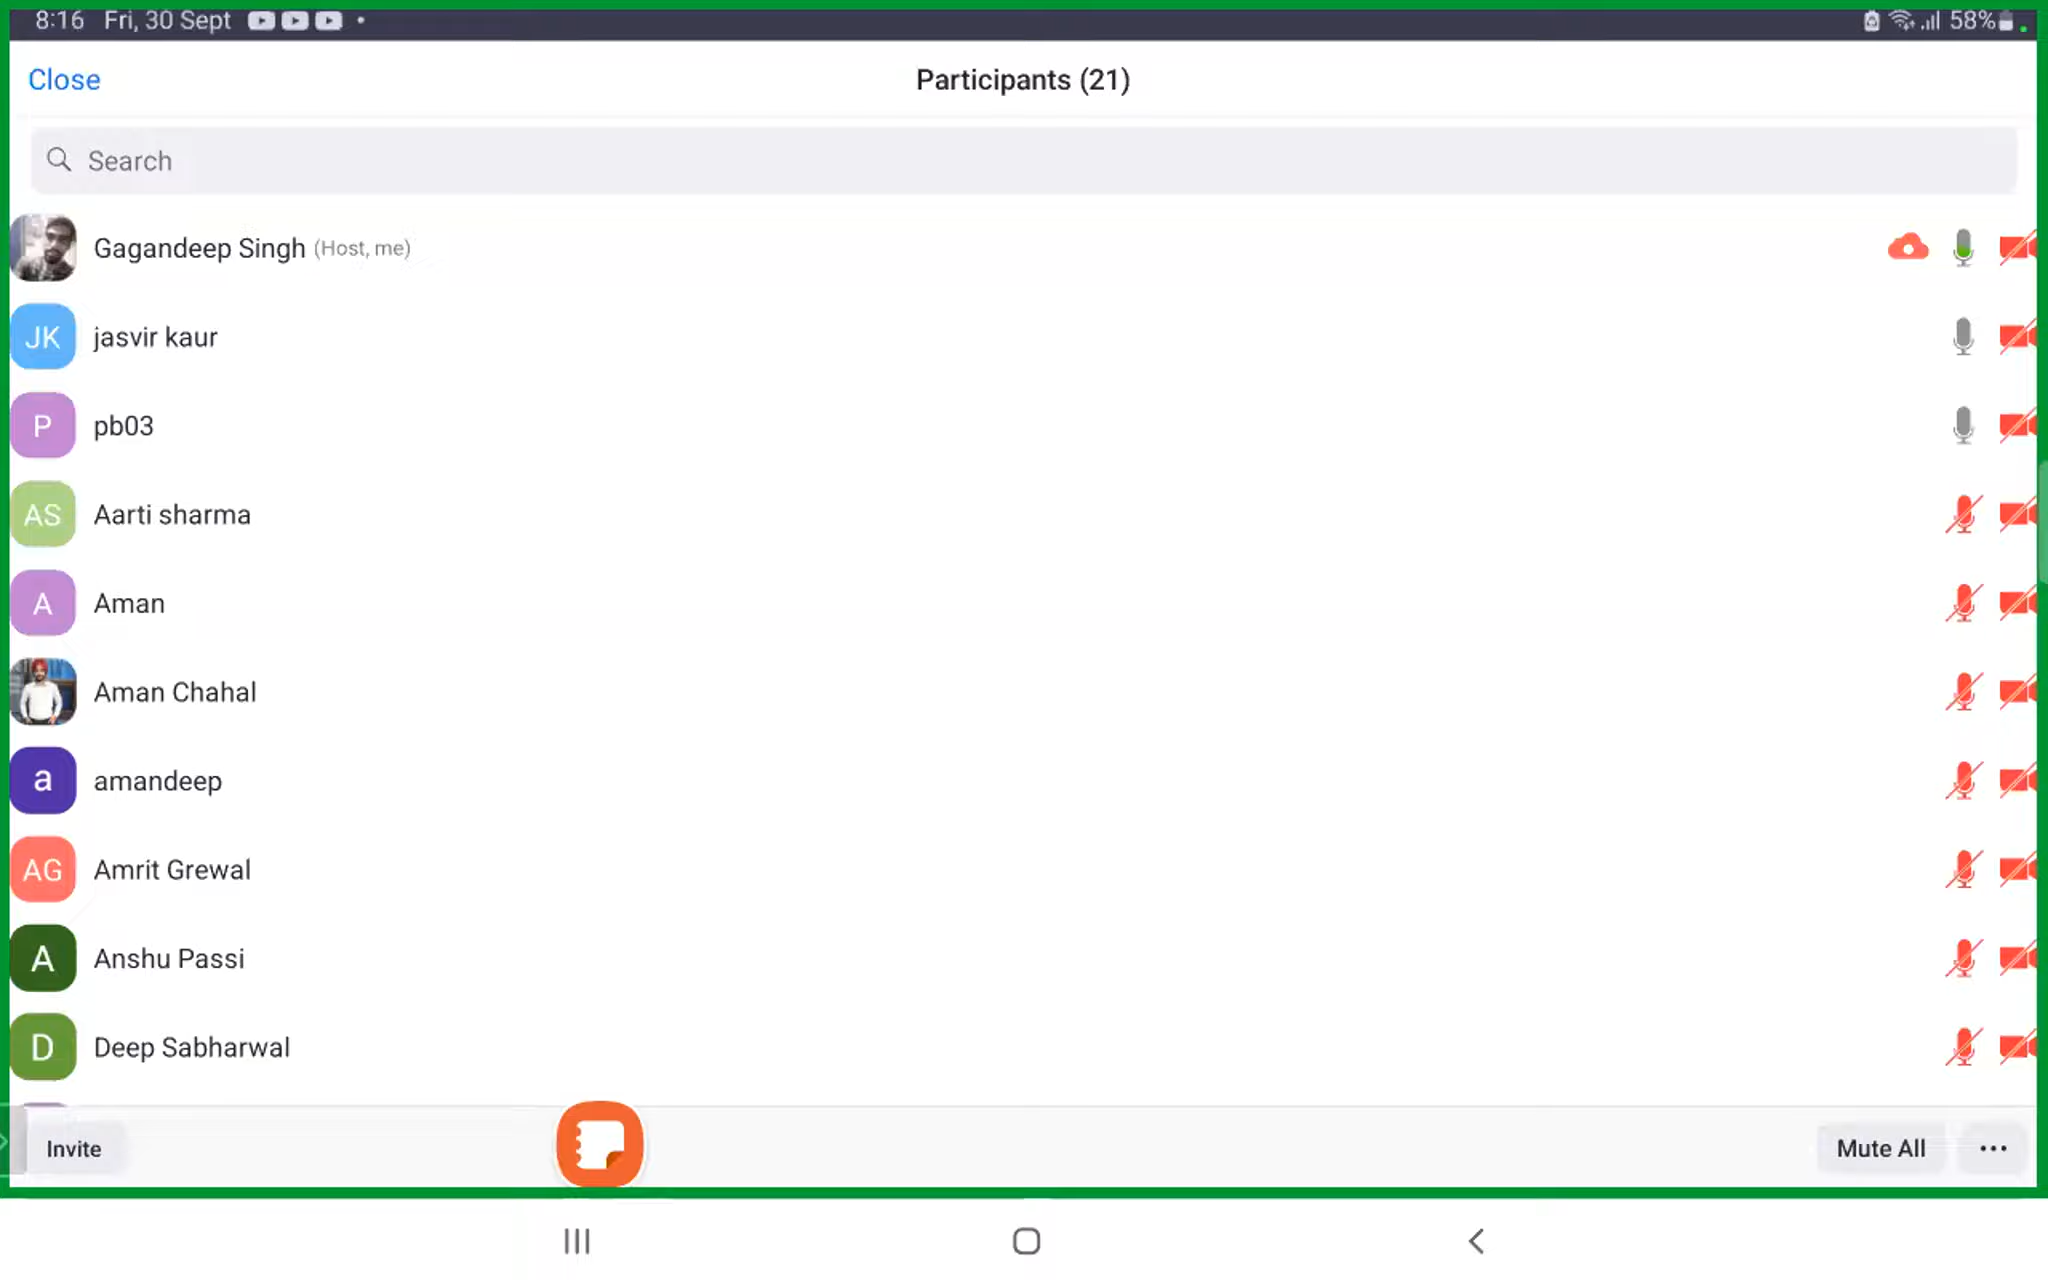 8:16 Fri, 30 Sept
58%
Close
Participants (21)
Search
Gagandeep Singh (Host, me)
JK jasvir kaur
P pb03
AS Aarti sharma
A Aman
Aman Chahal
a amandeep
AG Amrit Grewal
A Anshu Passi
D Deep Sabharwal
Invite
Mute All